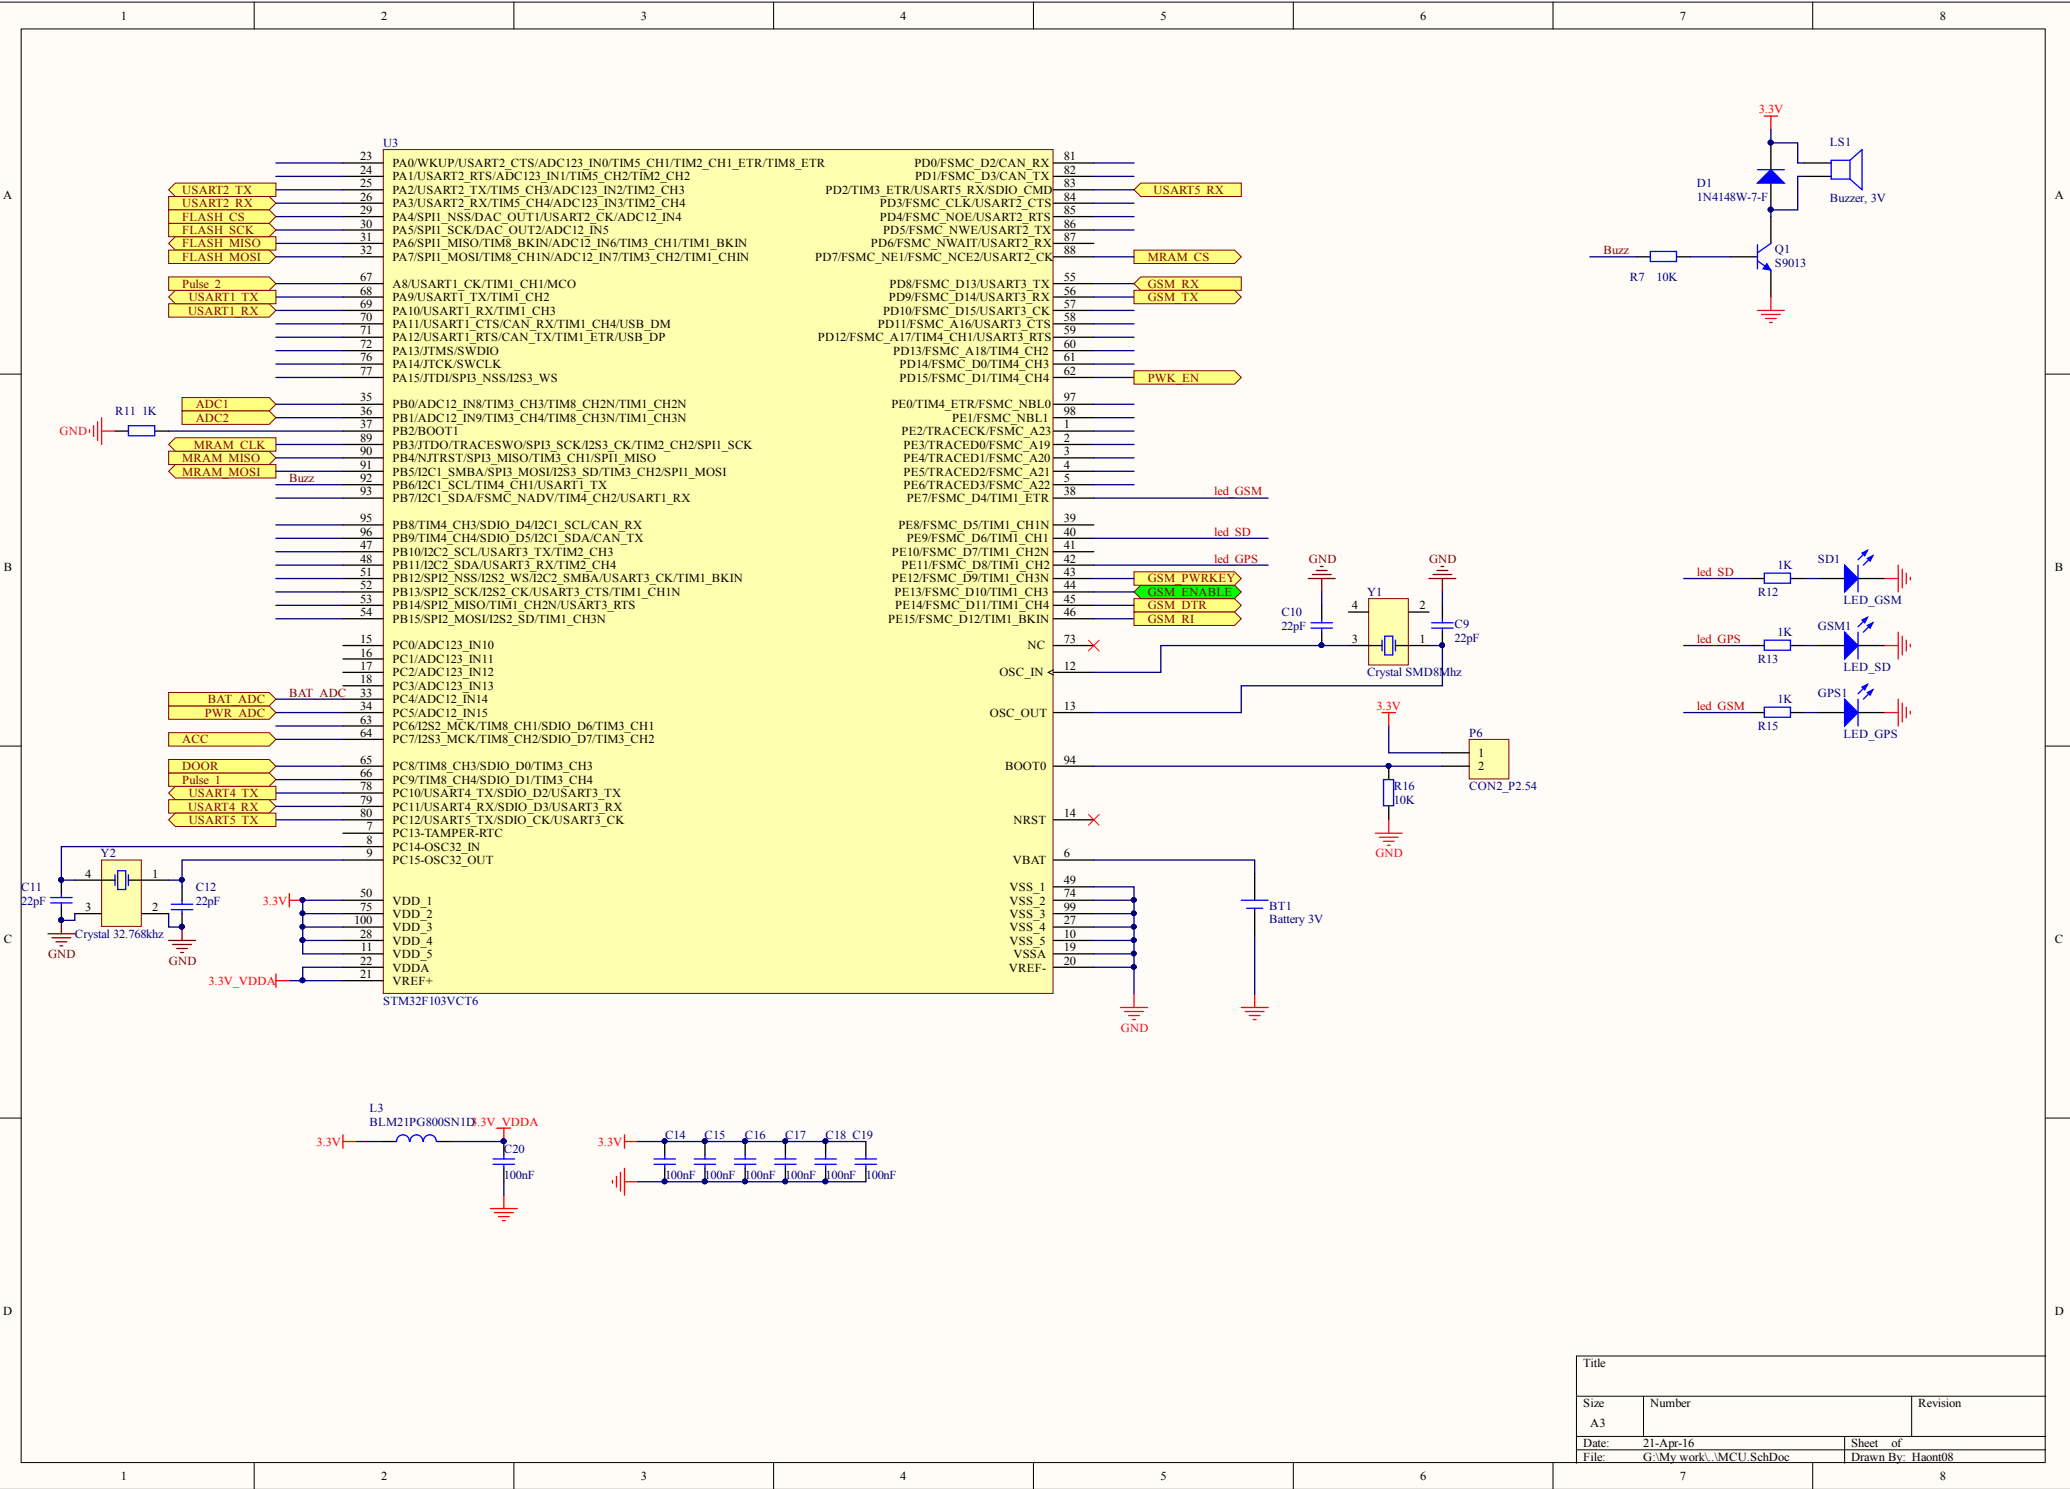 1 2 3 4 5 6 7 8
A A
B B
C C
D D
U3
23 PA0/WKUP/USART2_CTS/ADC123_IN0/TIM5_CH1/TIM2_CH1_ETR/TIM8_ETR
24 PA1/USART2_RTS/ADC123_IN1/TIM5_CH2/TIM2_CH2
USART2_TX 25 PA2/USART2_TX/TIM5_CH3/ADC123_IN2/TIM2_CH3
USART2_RX 26 PA3/USART2_RX/TIM5_CH4/ADC123_IN3/TIM2_CH4
FLASH_CS 29 PA4/SPI1_NSS/DAC_OUT1/USART2_CK/ADC12_IN4
FLASH_SCK 30 PA5/SPI1_SCK/DAC_OUT2/ADC12_IN5
FLASH_MISO 31 PA6/SPI1_MISO/TIM8_BKIN/ADC12_IN6/TIM3_CH1/TIM1_BKIN
FLASH_MOSI 32 PA7/SPI1_MOSI/TIM8_CH1N/ADC12_IN7/TIM3_CH2/TIM1_CHIN
Pulse_2 67 A8/USART1_CK/TIM1_CH1/MCO
USART1_TX 68 PA9/USART1_TX/TIM1_CH2
USART1_RX 69 PA10/USART1_RX/TIM1_CH3
70 PA11/USART1_CTS/CAN_RX/TIM1_CH4/USB_DM
71 PA12/USART1_RTS/CAN_TX/TIM1_ETR/USB_DP
72 PA13/JTMS/SWDIO
76 PA14/JTCK/SWCLK
77 PA15/JTDI/SPI3_NSS/I2S3_WS
ADC1 35 PB0/ADC12_IN8/TIM3_CH3/TIM8_CH2N/TIM1_CH2N
ADC2 36 PB1/ADC12_IN9/TIM3_CH4/TIM8_CH3N/TIM1_CH3N
GND R11 1K 37 PB2/BOOT1
MRAM_CLK 89 PB3/JTDO/TRACESWO/SPI3_SCK/I2S3_CK/TIM2_CH2/SPI1_SCK
MRAM_MISO 90 PB4/NJTRST/SPI3_MISO/TIM3_CH1/SPI1_MISO
MRAM_MOSI 91 PB5/I2C1_SMBA/SPI3_MOSI/I2S3_SD/TIM3_CH2/SPI1_MOSI
Buzz 92 PB6/I2C1_SCL/TIM4_CH1/USART1_TX
93 PB7/I2C1_SDA/FSMC_NADV/TIM4_CH2/USART1_RX
95 PB8/TIM4_CH3/SDIO_D4/I2C1_SCL/CAN_RX
96 PB9/TIM4_CH4/SDIO_D5/I2C1_SDA/CAN_TX
47 PB10/I2C2_SCL/USART3_TX/TIM2_CH3
48 PB11/I2C2_SDA/USART3_RX/TIM2_CH4
51 PB12/SPI2_NSS/I2S2_WS/I2C2_SMBA/USART3_CK/TIM1_BKIN
52 PB13/SPI2_SCK/I2S2_CK/USART3_CTS/TIM1_CH1N
53 PB14/SPI2_MISO/TIM1_CH2N/USART3_RTS
54 PB15/SPI2_MOSI/I2S2_SD/TIM1_CH3N
15 PC0/ADC123_IN10
16 PC1/ADC123_IN11
17 PC2/ADC123_IN12
18 PC3/ADC123_IN13
BAT_ADC BAT_ADC 33 PC4/ADC12_IN14
PWR_ADC 34 PC5/ADC12_IN15
63 PC6/I2S2_MCK/TIM8_CH1/SDIO_D6/TIM3_CH1
ACC 64 PC7/I2S3_MCK/TIM8_CH2/SDIO_D7/TIM3_CH2
DOOR 65 PC8/TIM8_CH3/SDIO_D0/TIM3_CH3
Pulse_1 66 PC9/TIM8_CH4/SDIO_D1/TIM3_CH4
USART4_TX 78 PC10/USART4_TX/SDIO_D2/USART3_TX
USART4_RX 79 PC11/USART4_RX/SDIO_D3/USART3_RX
USART5_TX 80 PC12/USART5_TX/SDIO_CK/USART3_CK
7 PC13-TAMPER-RTC
8 PC14-OSC32_IN
9 PC15-OSC32_OUT
3.3V 50 VDD_1
75 VDD_2
100 VDD_3
28 VDD_4
11 VDD_5
22 VDDA
3.3V_VDDA 21 VREF+
STM32F103VCT6
PD0/FSMC_D2/CAN_RX 81
PD1/FSMC_D3/CAN_TX 82
PD2/TIM3_ETR/USART5_RX/SDIO_CMD 83 USART5_RX
PD3/FSMC_CLK/USART2_CTS 84
PD4/FSMC_NOE/USART2_RTS 85
PD5/FSMC_NWE/USART2_TX 86
PD6/FSMC_NWAIT/USART2_RX 87
PD7/FSMC_NE1/FSMC_NCE2/USART2_CK 88 MRAM_CS
PD8/FSMC_D13/USART3_TX 55 GSM_RX
PD9/FSMC_D14/USART3_RX 56 GSM_TX
PD10/FSMC_D15/USART3_CK 57
PD11/FSMC_A16/USART3_CTS 58
PD12/FSMC_A17/TIM4_CH1/USART3_RTS 59
PD13/FSMC_A18/TIM4_CH2 60
PD14/FSMC_D0/TIM4_CH3 61
PD15/FSMC_D1/TIM4_CH4 62 PWK_EN
PE0/TIM4_ETR/FSMC_NBL0 97
PE1/FSMC_NBL1 98
PE2/TRACECK/FSMC_A23 1
PE3/TRACED0/FSMC_A19 2
PE4/TRACED1/FSMC_A20 3
PE5/TRACED2/FSMC_A21 4
PE6/TRACED3/FSMC_A22 5
PE7/FSMC_D4/TIM1_ETR 38 led_GSM
PE8/FSMC_D5/TIM1_CH1N 39
PE9/FSMC_D6/TIM1_CH1 40 led_SD
PE10/FSMC_D7/TIM1_CH2N 41
PE11/FSMC_D8/TIM1_CH2 42 led_GPS
PE12/FSMC_D9/TIM1_CH3N 43 GSM_PWRKEY
PE13/FSMC_D10/TIM1_CH3 44 GSM_ENABLE
PE14/FSMC_D11/TIM1_CH4 45 GSM_DTR
PE15/FSMC_D12/TIM1_BKIN 46 GSM_RI
NC 73
OSC_IN 12
OSC_OUT 13
BOOT0 94
NRST 14
VBAT 6
VSS_1 49
VSS_2 74
VSS_3 99
VSS_4 27
VSS_5 10
VSSA 19
VREF- 20
GND
BT1
Battery 3V
Y2
4 1
3 2
C11
22pF
C12
22pF
Crystal 32.768khz
GND
GND
GND GND
Y1
4 2
3 1
C10
22pF
C9
22pF
Crystal SMD8Mhz
3.3V
P6
1
2
CON2_P2.54
R16
10K
GND
3.3V
LS1
Buzzer, 3V
D1
1N4148W-7-F
Buzz
R7 10K
Q1
S9013
led_SD 1K R12 SD1 LED_GSM
led_GPS 1K R13 GSM1 LED_SD
led_GSM 1K R15 GPS1 LED_GPS
L3
BLM21PG800SN1D
3.3V 3.3V_VDDA
C20
100nF
3.3V C14 C15 C16 C17 C18 C19
100nF 100nF 100nF 100nF 100nF 100nF
Title
Size Number Revision
A3
Date: 21-Apr-16 Sheet of
File: G:\My work\..\MCU.SchDoc Drawn By: Haont08
1 2 3 4 5 6 7 8